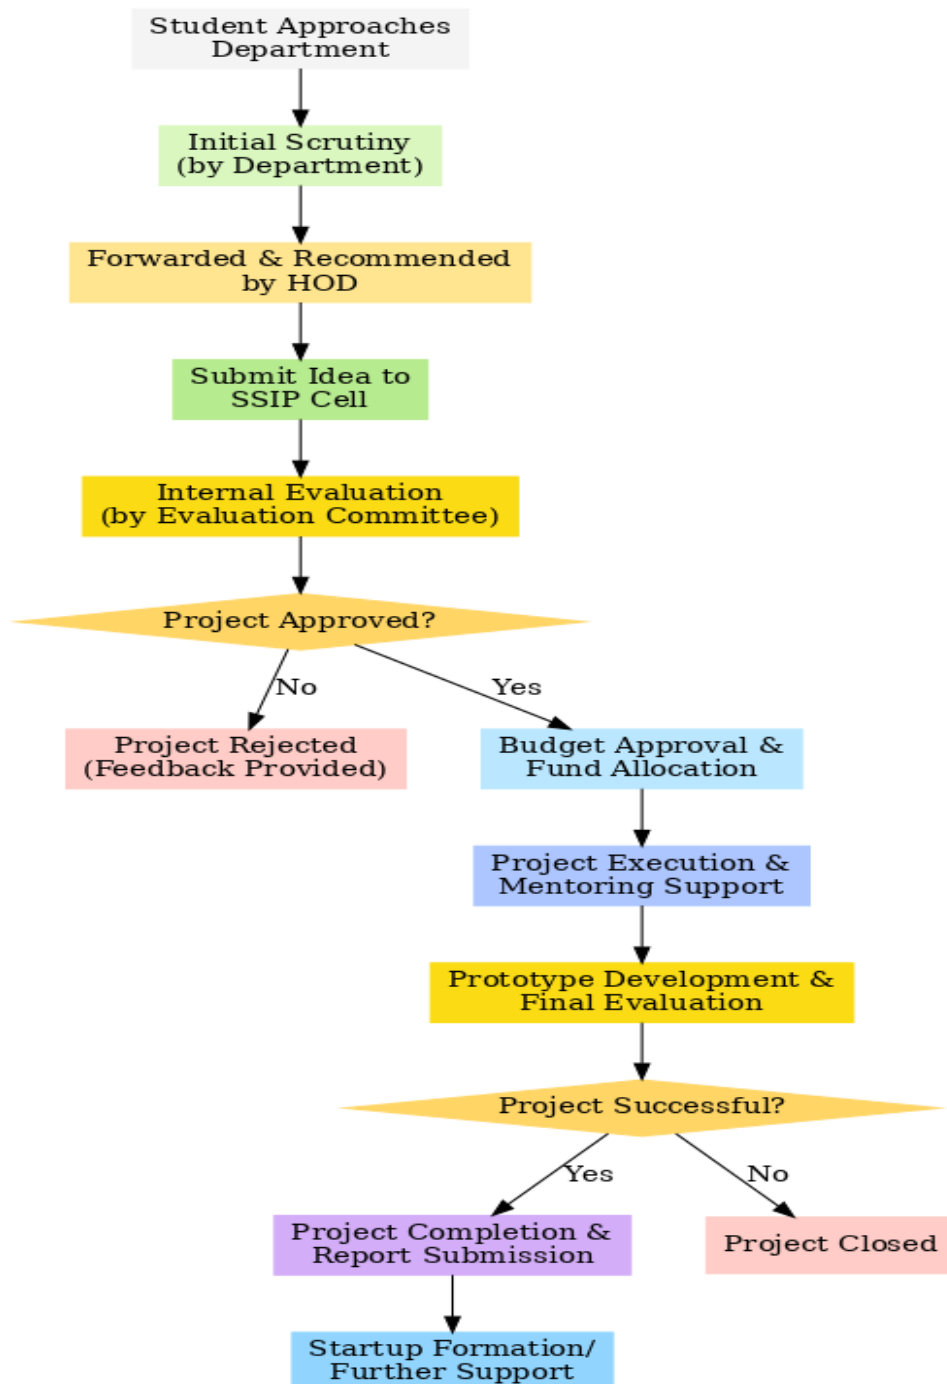 Student Approaches
Department
Initial Scrutiny
(by Department)
Forwarded & Recommended
by HOD
Submit Idea to
SSIP Cell
Internal Evaluation
(by Evaluation Committee)
Project Approved?
No
Yes
Project Rejected
(Feedback Provided)
Budget Approval &
Fund Allocation
Project Execution &
Mentoring Support
Prototype Development &
Final Evaluation
Project Successful?
Yes
No
Project Completion &
Report Submission
Project Closed
Startup Formation/
Further Support